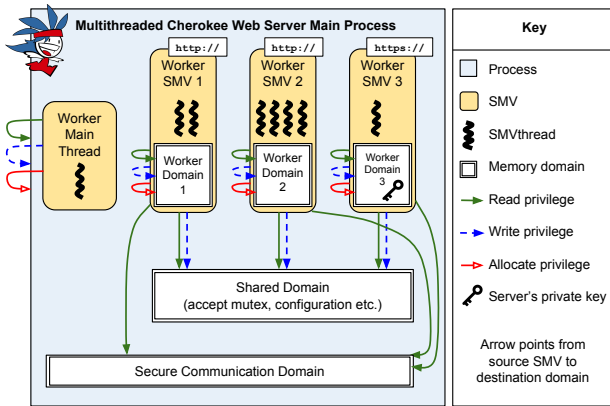 Multithreaded Cherokee Web Server Main Process
http://
http://
https://
Worker
SMV 1
Worker
SMV 2
Worker
SMV 3
Worker
Main
Thread
Worker
Domain
1
Worker
Domain
2
Worker
Domain
3
Shared Domain
(accept mutex, configuration etc.)
Secure Communication Domain
Key
Process
SMV
SMVthread
Memory domain
Read privilege
Write privilege
Allocate privilege
Server's private key
Arrow points from
source SMV to
destination domain